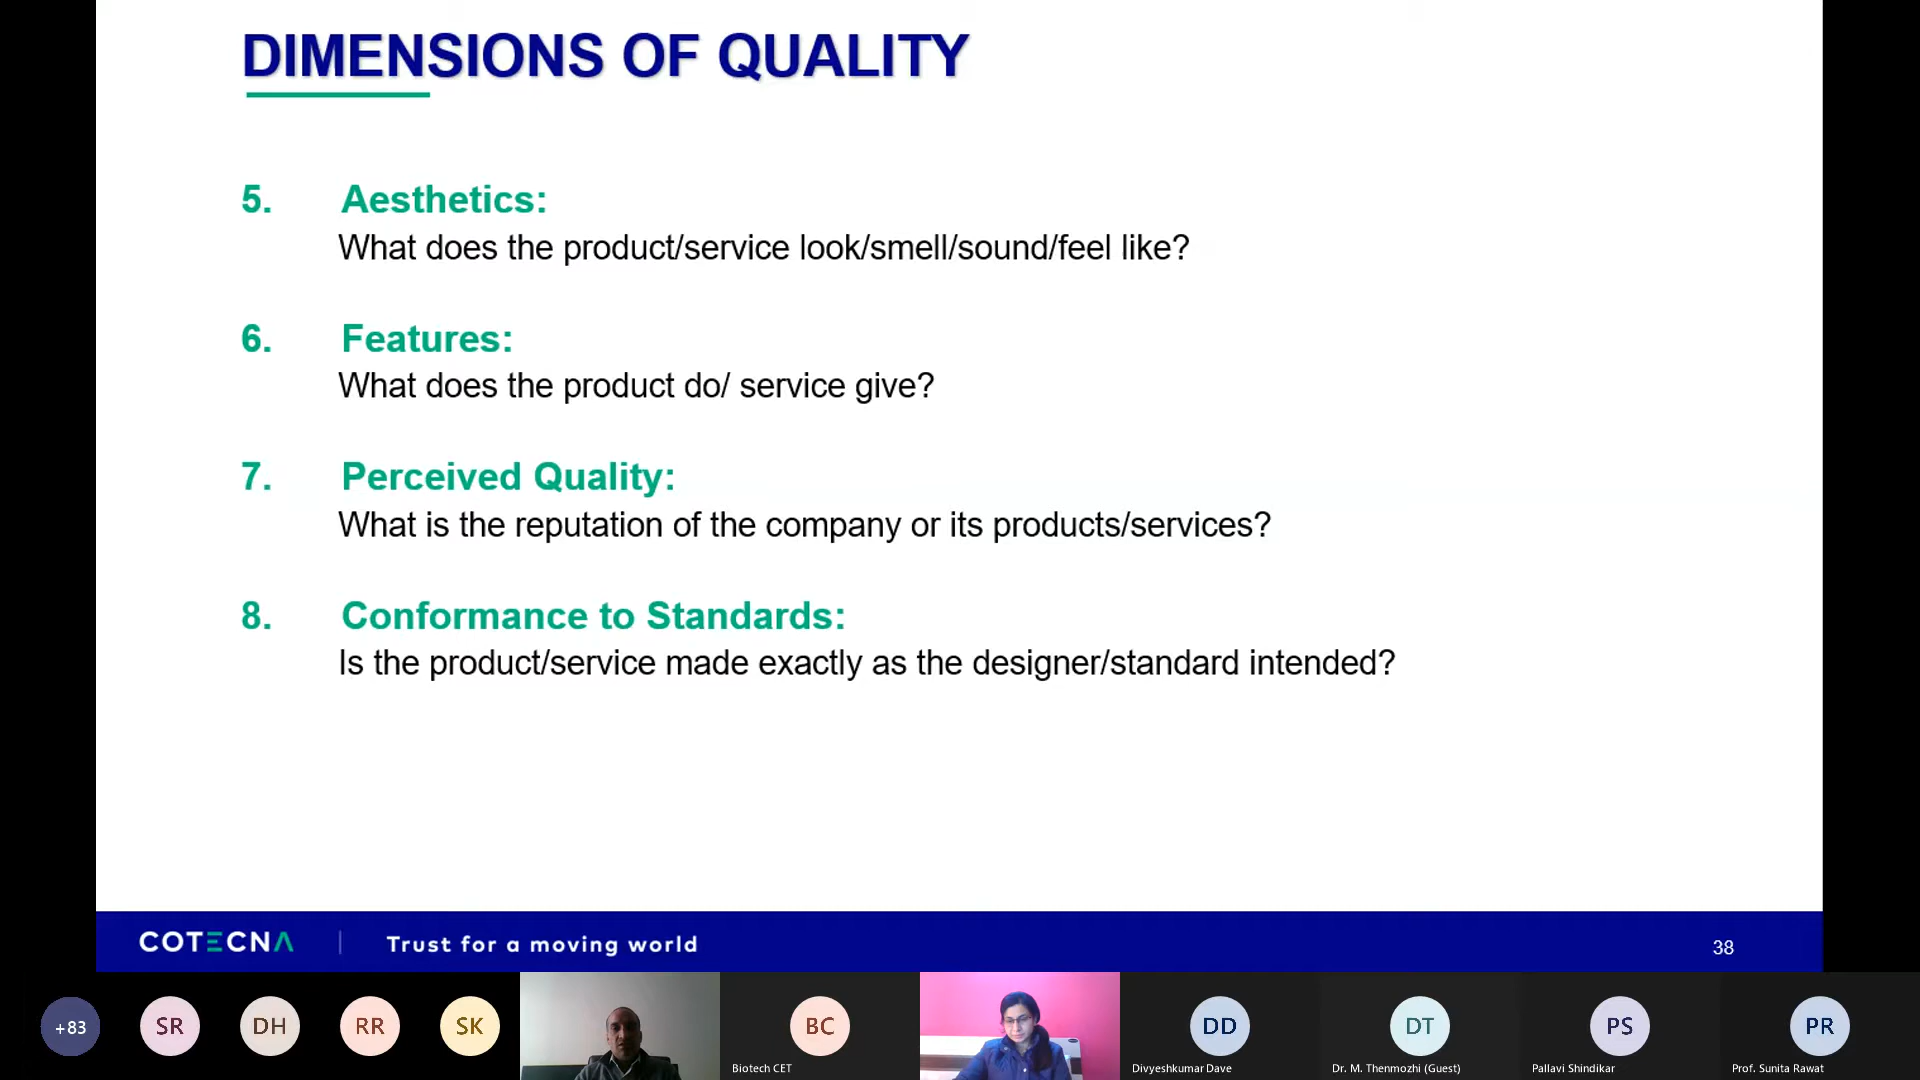 DIMENSIONS OF QUALITY
5. Aesthetics:
What does the product/service look/smell/sound/feel like?
6. Features:
What does the product do/ service give?
7. Perceived Quality:
What is the reputation of the company or its products/services?
8. Conformance to Standards:
Is the product/service made exactly as the designer/standard intended?
COTECNA | Trust for a moving world 38
+83 SR DH RR SK BC DD DT PS PR
Biotech CET Divyeshkumar Dave Dr. M. Thenmozhi (Guest) Pallavi Shindikar Prof. Sunita Rawat